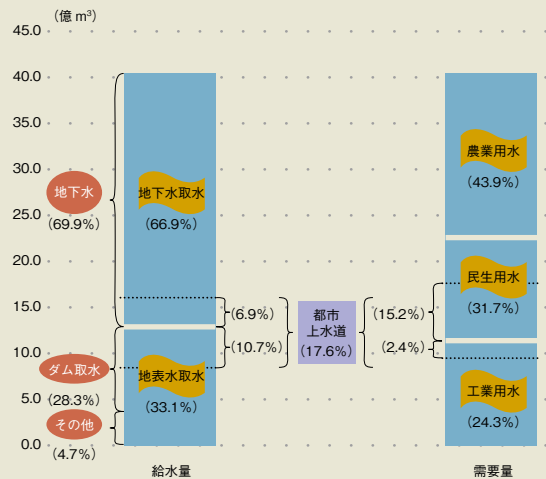 （億 m³）
45.0
40.0
35.0
30.0
25.0
20.0
15.0
10.0
5.0
0.0
地下水
（69.9%）
ダム取水
（28.3%）
その他
（4.7%）
地下水取水
（66.9%）
地表水取水
（33.1%）
給水量
（6.9%）
（10.7%）
都市
上水道
（17.6%）
（15.2%）
（2.4%）
農業用水
（43.9%）
民生用水
（31.7%）
工業用水
（24.3%）
需要量